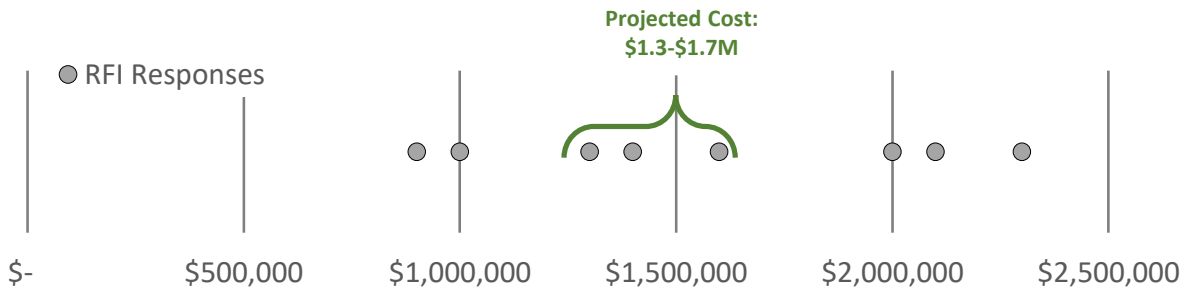 Projected Cost:
$1.3-$1.7M
RFI Responses
$-
$500,000
$1,000,000
$1,500,000
$2,000,000
$2,500,000